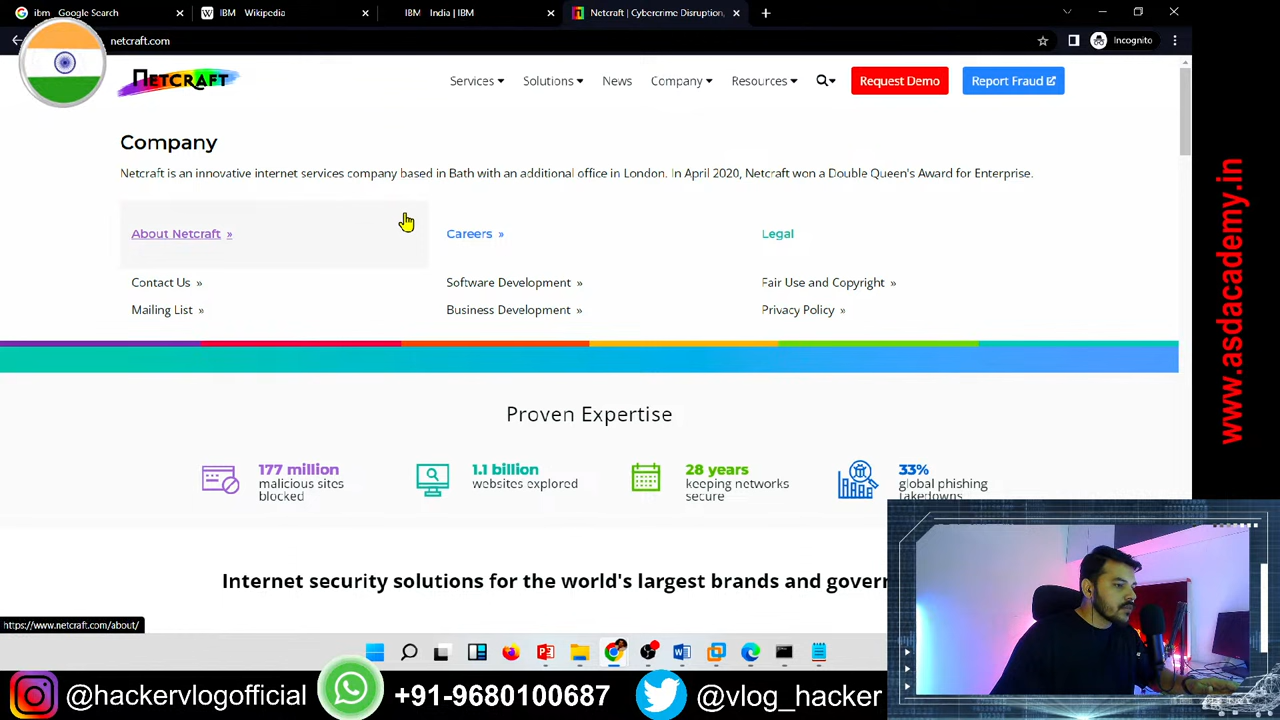 ibm - Google Search
IBM - Wikipedia
IBM - India | IBM
Netcraft | Cybercrime Disruption,
netcraft.com
Incognito
NETCRAFT
Services
Solutions
News
Company
Resources
Request Demo
Report Fraud
Company
Netcraft is an innovative internet services company based in Bath with an additional office in London. In April 2020, Netcraft won a Double Queen's Award for Enterprise.
About Netcraft »
Careers »
Legal
Contact Us »
Software Development »
Fair Use and Copyright »
Mailing List »
Business Development »
Privacy Policy »
Proven Expertise
177 million
malicious sites
blocked
1.1 billion
websites explored
28 years
keeping networks
secure
33%
global phishing
takedowns
Internet security solutions for the world's largest brands and govern
https://www.netcraft.com/about/
www.asdacademy.in
@hackervlogofficial
+91-9680100687
@vlog_hacker